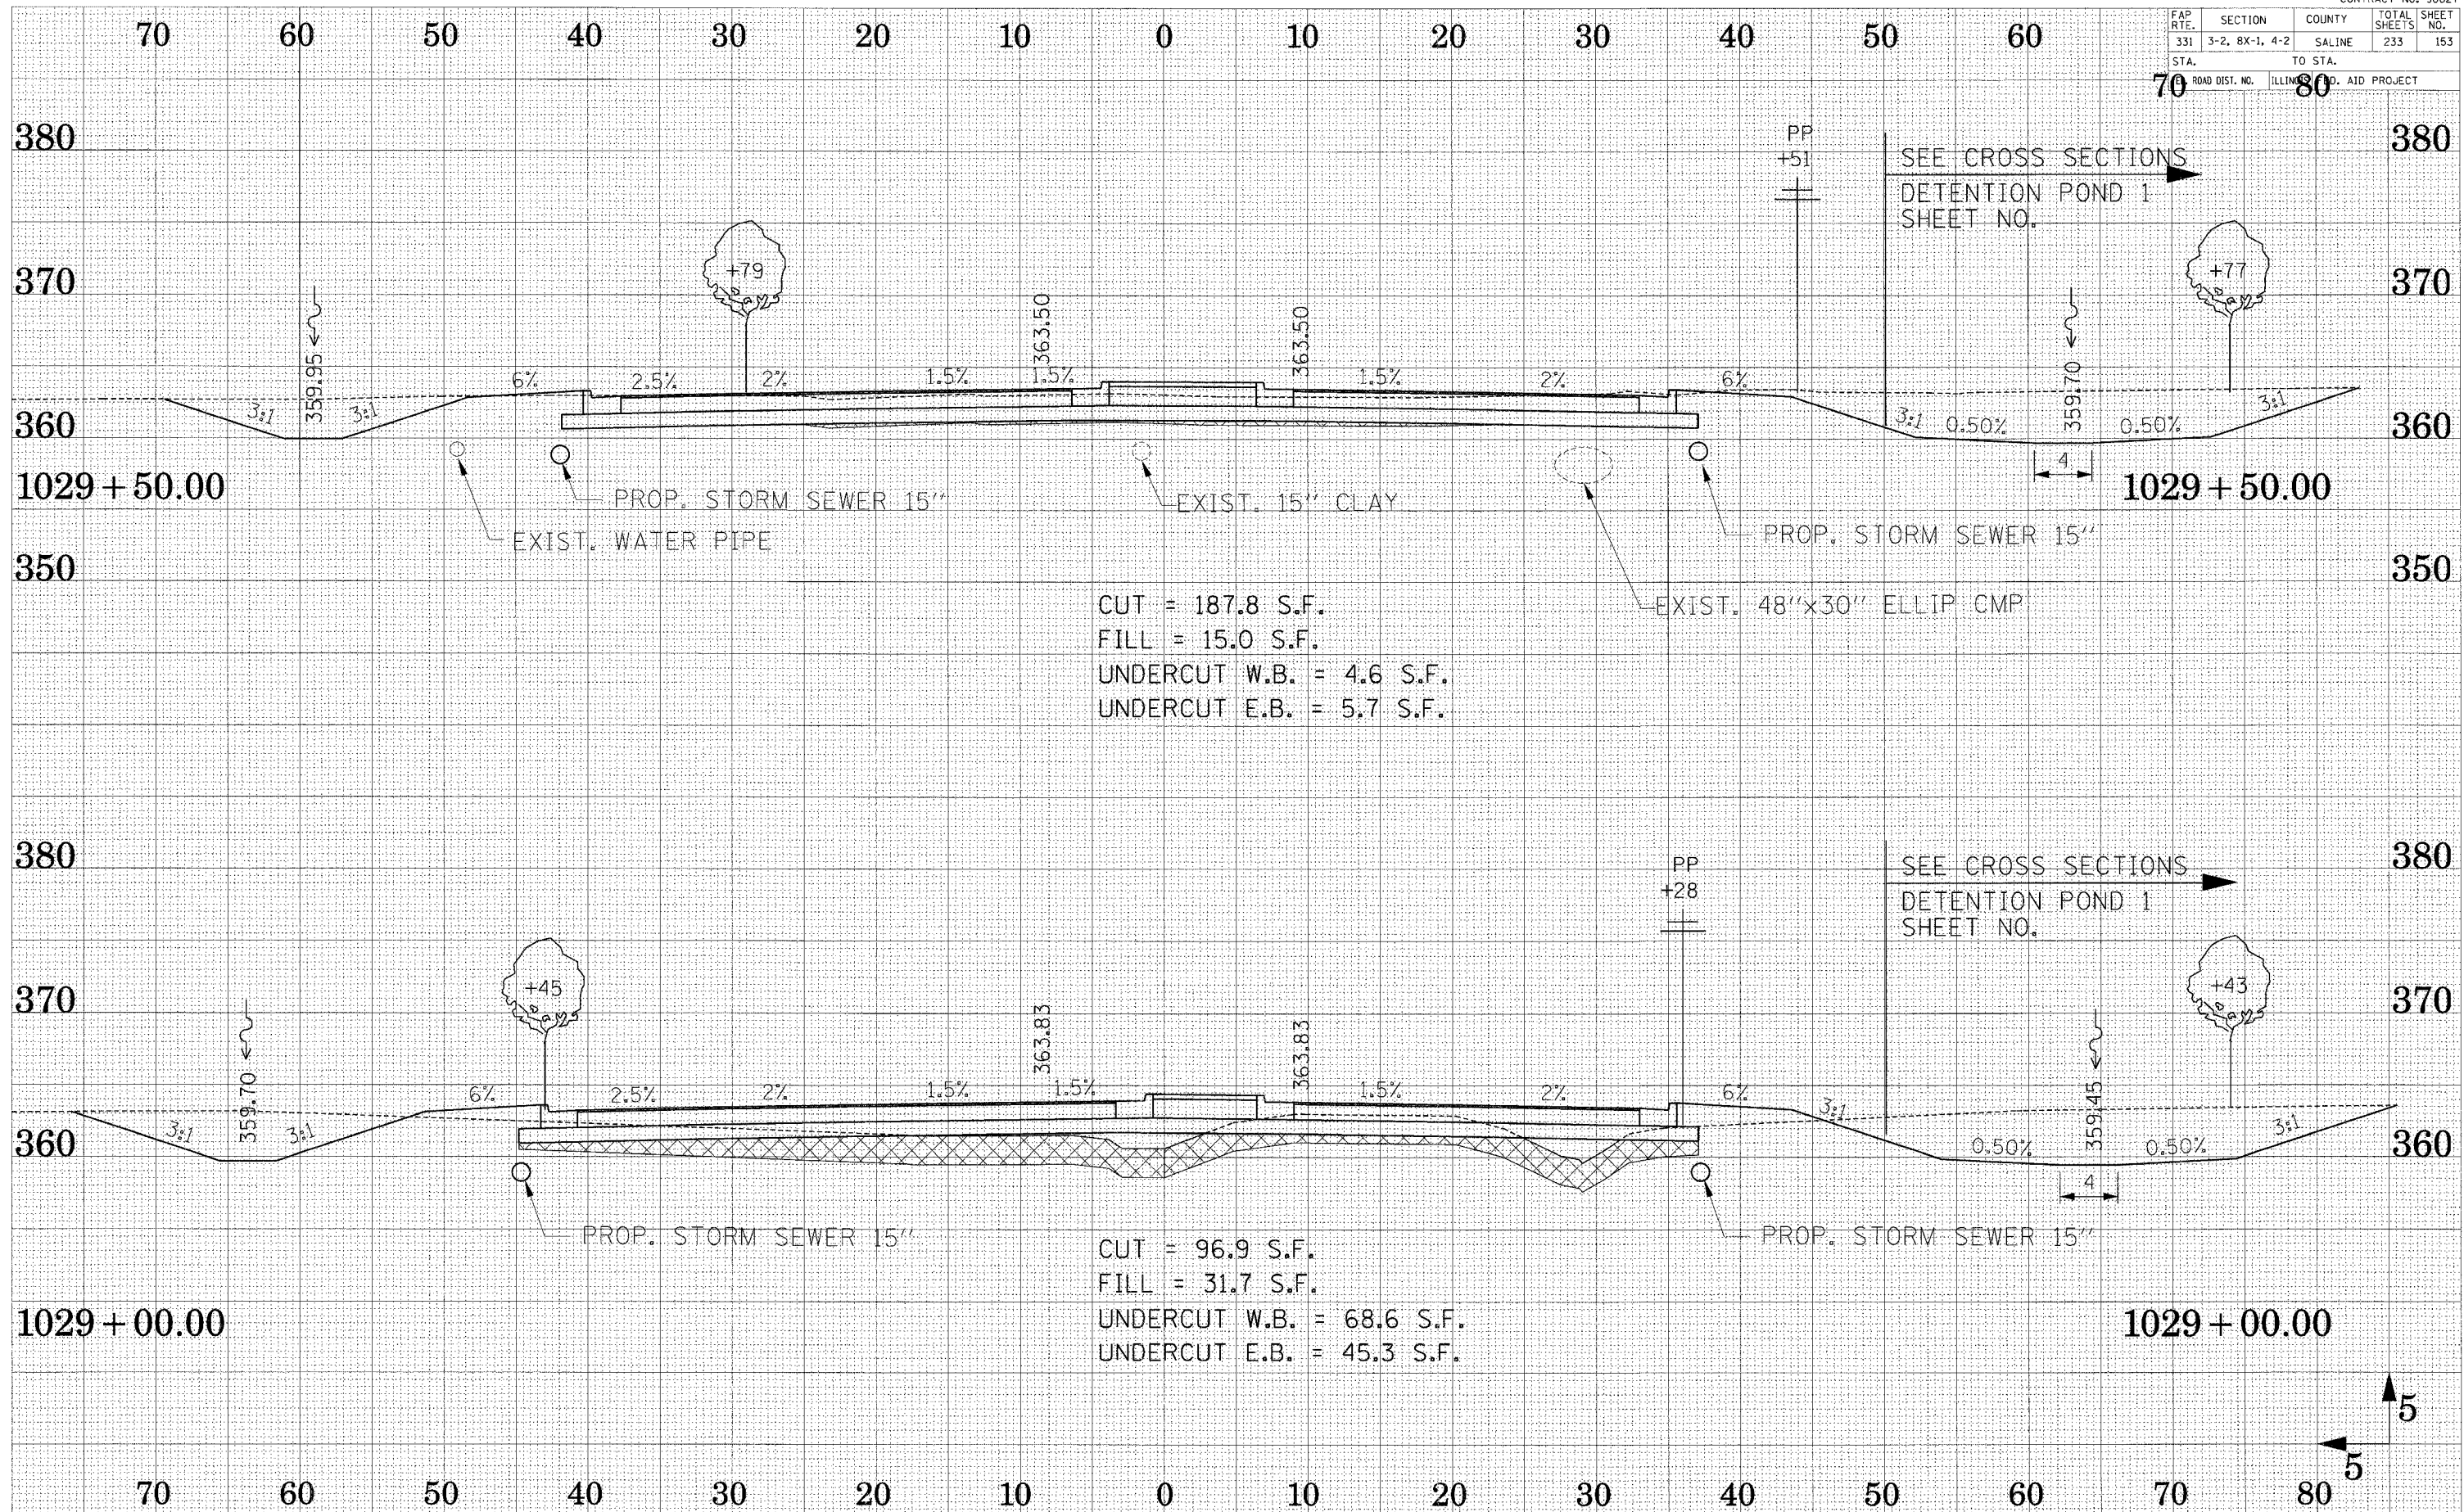 FAP RTE. SECTION COUNTY TOTAL SHEETS SHEET NO.
331 3-2, 8X-1, 4-2 SALINE 233 153
STA. TO STA.
ROAD DIST. NO. ILLINOIS FED. AID PROJECT
70 60 50 40 30 20 10 0 10 20 30 40 50 60 70 80
380 380
PP
+51
SEE CROSS SECTIONS
DETENTION POND 1
SHEET NO.
370 370
+79
+77
359.95
363.50
363.50
359.70
6% 2.5% 2% 1.5% 1.5% 1.5% 2% 6%
3:1 3:1 3:1 0.50% 0.50% 3:1
360 360
4
1029+50.00 1029+50.00
PROP. STORM SEWER 15"
EXIST. 15" CLAY
EXIST. WATER PIPE
PROP. STORM SEWER 15"
350 350
EXIST. 48"x30" ELLIP CMP
CUT = 187.8 S.F.
FILL = 15.0 S.F.
UNDERCUT W.B. = 4.6 S.F.
UNDERCUT E.B. = 5.7 S.F.
380 380
PP
+28
SEE CROSS SECTIONS
DETENTION POND 1
SHEET NO.
370 370
+45
+43
359.70
363.83
363.83
359.45
6% 2.5% 2% 1.5% 1.5% 1.5% 2% 6%
3:1 3:1 3:1 0.50% 0.50% 3:1
360 360
4
PROP. STORM SEWER 15"
PROP. STORM SEWER 15"
CUT = 96.9 S.F.
FILL = 31.7 S.F.
UNDERCUT W.B. = 68.6 S.F.
UNDERCUT E.B. = 45.3 S.F.
1029+00.00 1029+00.00
5
5
70 60 50 40 30 20 10 0 10 20 30 40 50 60 70 80